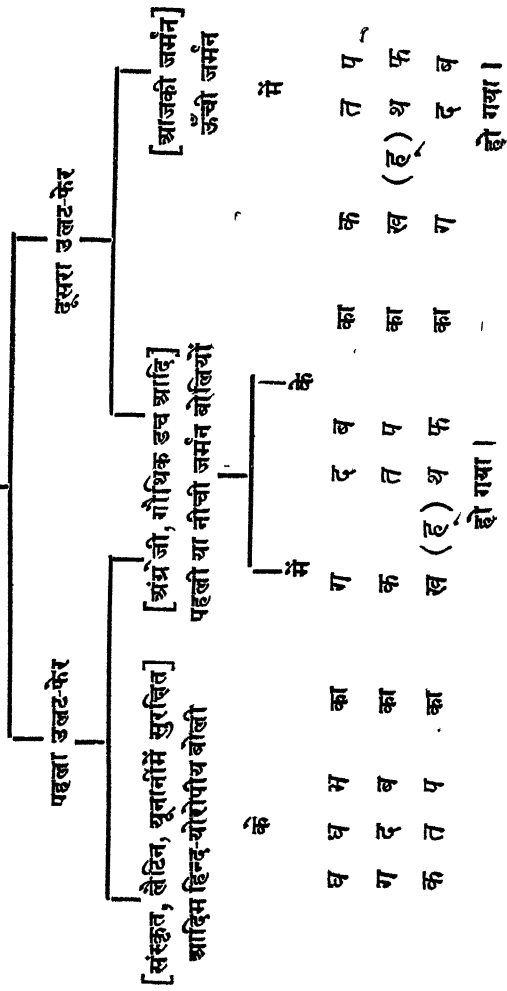 पहला उलट-फेर दूसरा उलट-फेर
[संस्कृत, लैटिन, यूनानीमें सुरक्षित] [अंग्रेजी, गौथिक डच आदि] [आजकी जर्मन]
आदिम हिन्द-योरोपीय बोली पहली या नीची जर्मन बोलियों ऊँची जर्मन
के में के में
घ ध भ का ग द ब का क त प
ग द ब का क त प का ख (ह) थ फ
क त प का ख (ह) थ फ का ग द ब
हो गया। हो गया।